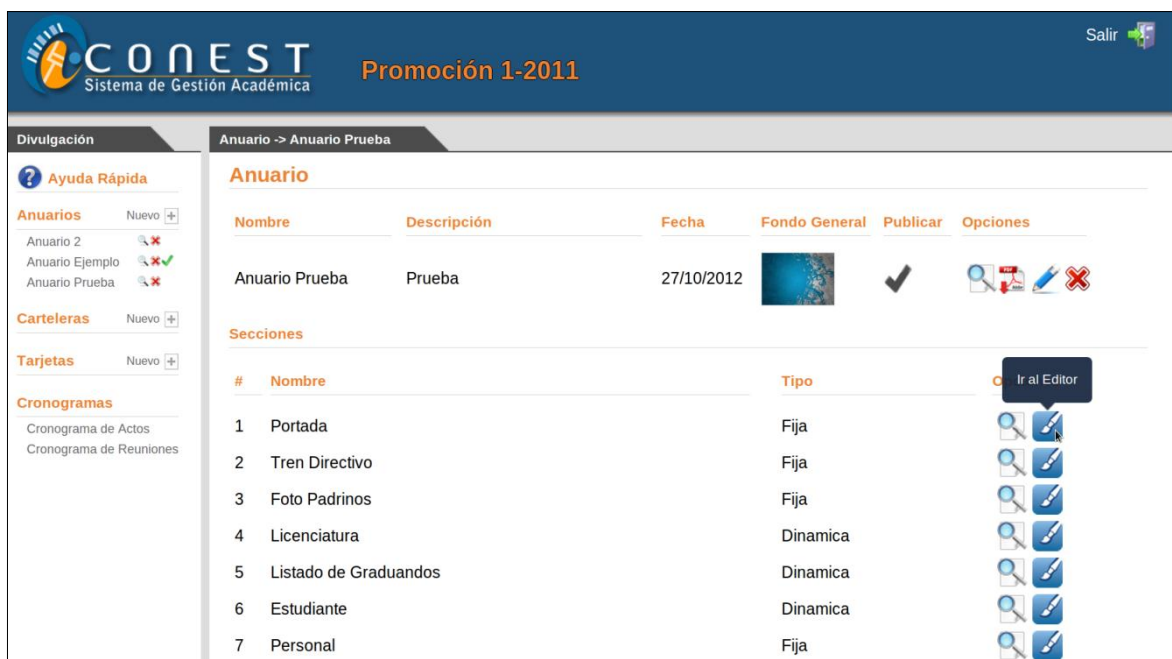 CONEST
Sistema de Gestión Académica
Promoción 1-2011
Salir
Divulgación
Anuario -> Anuario Prueba
Ayuda Rápida
Anuarios Nuevo
Anuario 2
Anuario Ejemplo
Anuario Prueba
Carteleras Nuevo
Tarjetas Nuevo
Cronogramas
Cronograma de Actos
Cronograma de Reuniones
Anuario
Nombre Descripción Fecha Fondo General Publicar Opciones
Anuario Prueba Prueba 27/10/2012
Secciones
Ir al Editor
# Nombre Tipo
1 Portada Fija
2 Tren Directivo Fija
3 Foto Padrinos Fija
4 Licenciatura Dinamica
5 Listado de Graduandos Dinamica
6 Estudiante Dinamica
7 Personal Fija